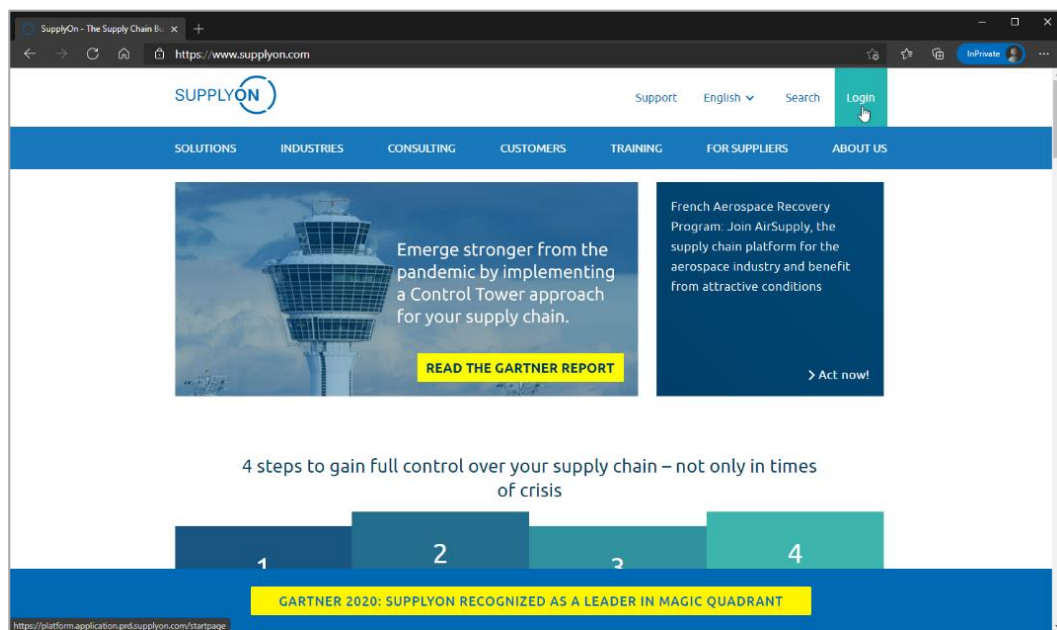 SupplyOn - The Supply Chain Bu
https://www.supplyon.com
InPrivate
SUPPLYON
Support English Search Login
SOLUTIONS INDUSTRIES CONSULTING CUSTOMERS TRAINING FOR SUPPLIERS ABOUT US
Emerge stronger from the
pandemic by implementing
a Control Tower approach
for your supply chain.
READ THE GARTNER REPORT
French Aerospace Recovery
Program: Join AirSupply, the
supply chain platform for the
aerospace industry and benefit
from attractive conditions
> Act now!
4 steps to gain full control over your supply chain – not only in times
of crisis
1 2 3 4
GARTNER 2020: SUPPLYON RECOGNIZED AS A LEADER IN MAGIC QUADRANT
https://platform.application.prd.supplyon.com/startpage